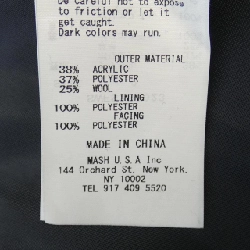 be careful not to expose
to friction or let it
get caught.
Dark colors may run.
OUTER MATERIAL
38% ACRYLIC
37% POLYESTER
25% WOOL
LINING
100% POLYESTER
FACING
100% POLYESTER
MADE IN CHINA
MASH U.S.A Inc
144 Orchard St. New York.
NY 10002
TEL 917 409 5520